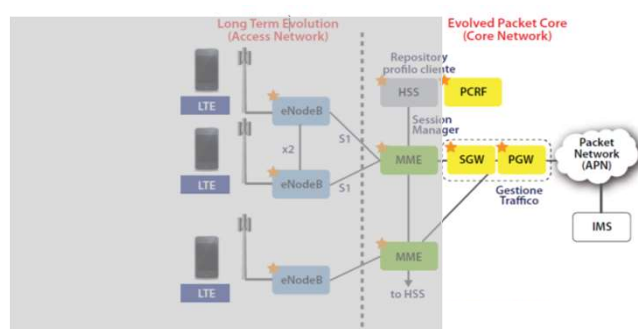 Long Term Evolution
(Access Network)
Evolved Packet Core
(Core Network)
Repository
profilo cliente
HSS
PCRF
LTE
eNodeB
Session
Manager
S1
x2
MME
SGW
PGW
Packet
Network
(APN)
LTE
eNodeB
S1
Gestione
Traffico
IMS
MME
LTE
eNodeB
to HSS